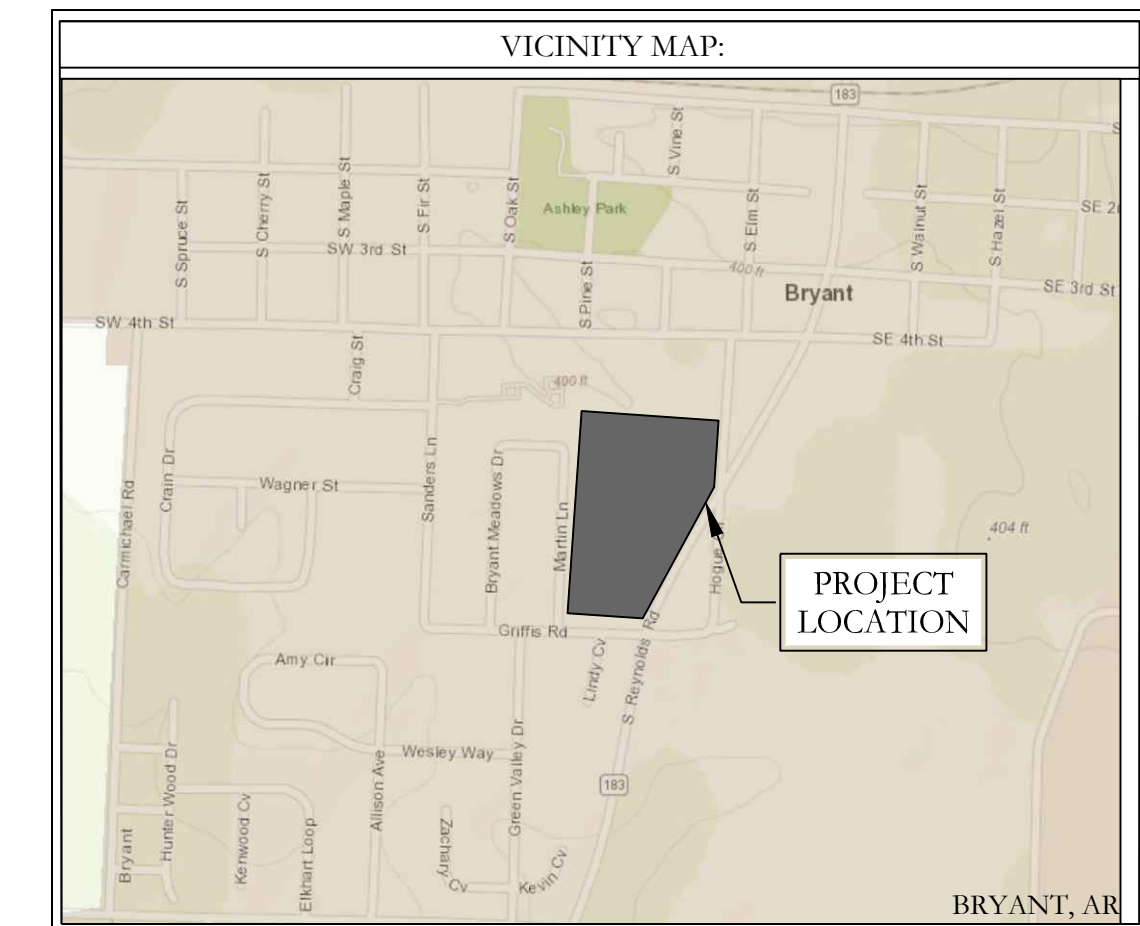 VICINITY MAP:
183
S Vine St
S Cherry St
S Maple St
S Fir St
S Oak St
Ashley Park
S Elm St
S Walnut St
S Hazel St
SE 2
S Spruce St
SW 3rd St
S Pine St
400 ft
Bryant
SE 3rd St
SW 4th St
SE 4th St
Craig St
400 ft
Carmichael Rd
Crain Dr
Wagner St
Sanders Ln
Bryant Meadows Dr
Martin Ln
Hogue
404 ft
PROJECT
LOCATION
Griffis Rd
Lindy Cv
S Reynolds Rd
Amy Cir
Wesley Way
Green Valley Dr
183
Allison Ave
Hunter Wood Dr
Bryant
Kenwood Cv
Elkhart Loop
Zachary
Cv
Kevin Cv
BRYANT, AR